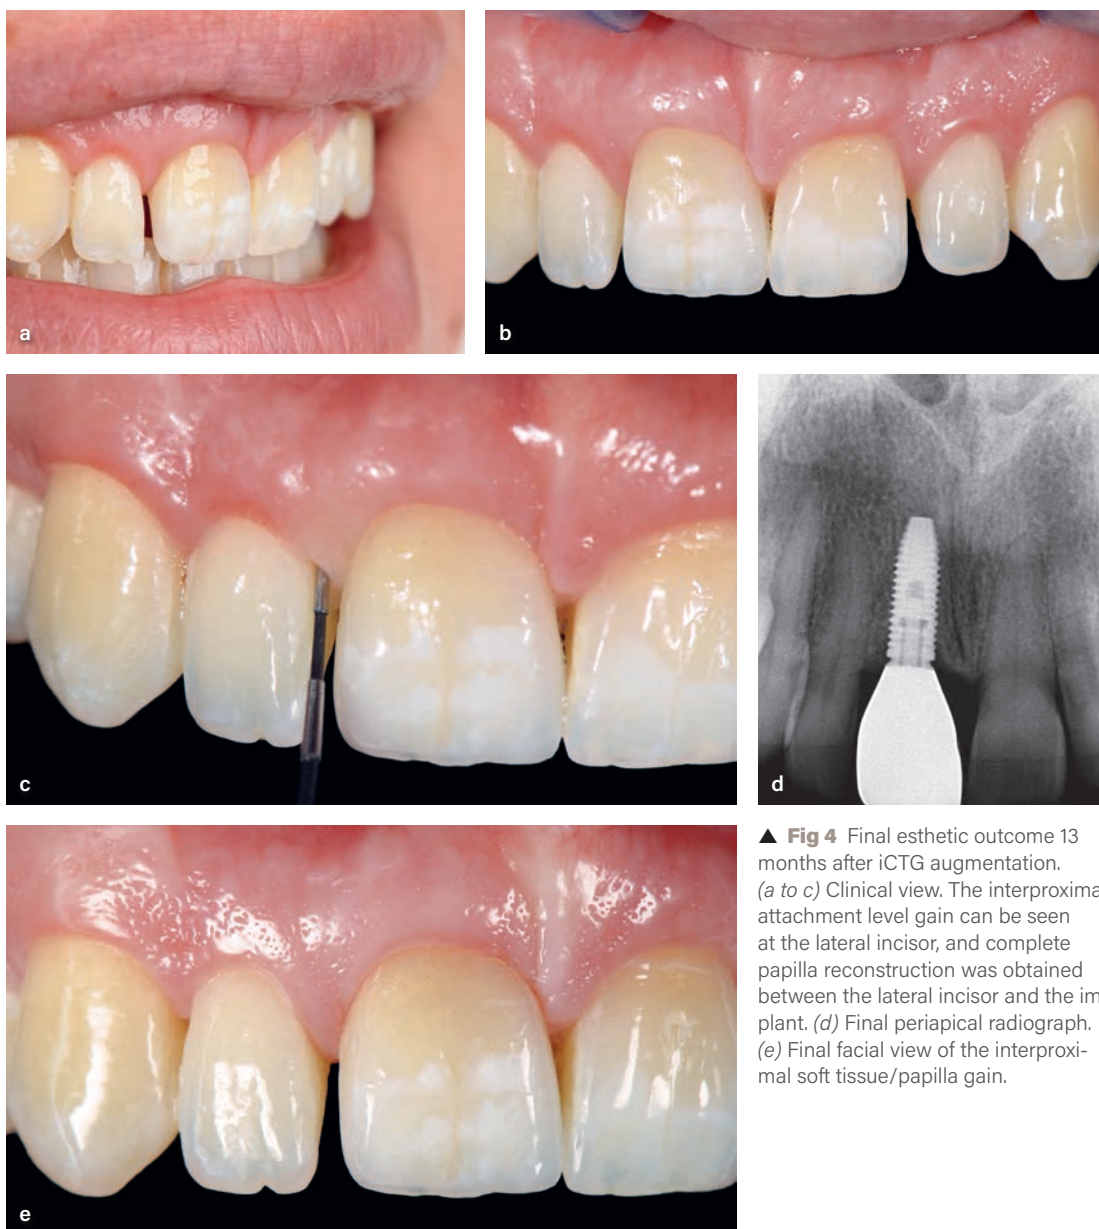 a
b
c
d
▲ Fig 4 Final esthetic outcome 13
months after iCTG augmentation.
(a to c) Clinical view. The interproxima
attachment level gain can be seen
at the lateral incisor, and complete
papilla reconstruction was obtained
between the lateral incisor and the im
plant. (d) Final periapical radiograph.
(e) Final facial view of the interproxi-
mal soft tissue/papilla gain.
e